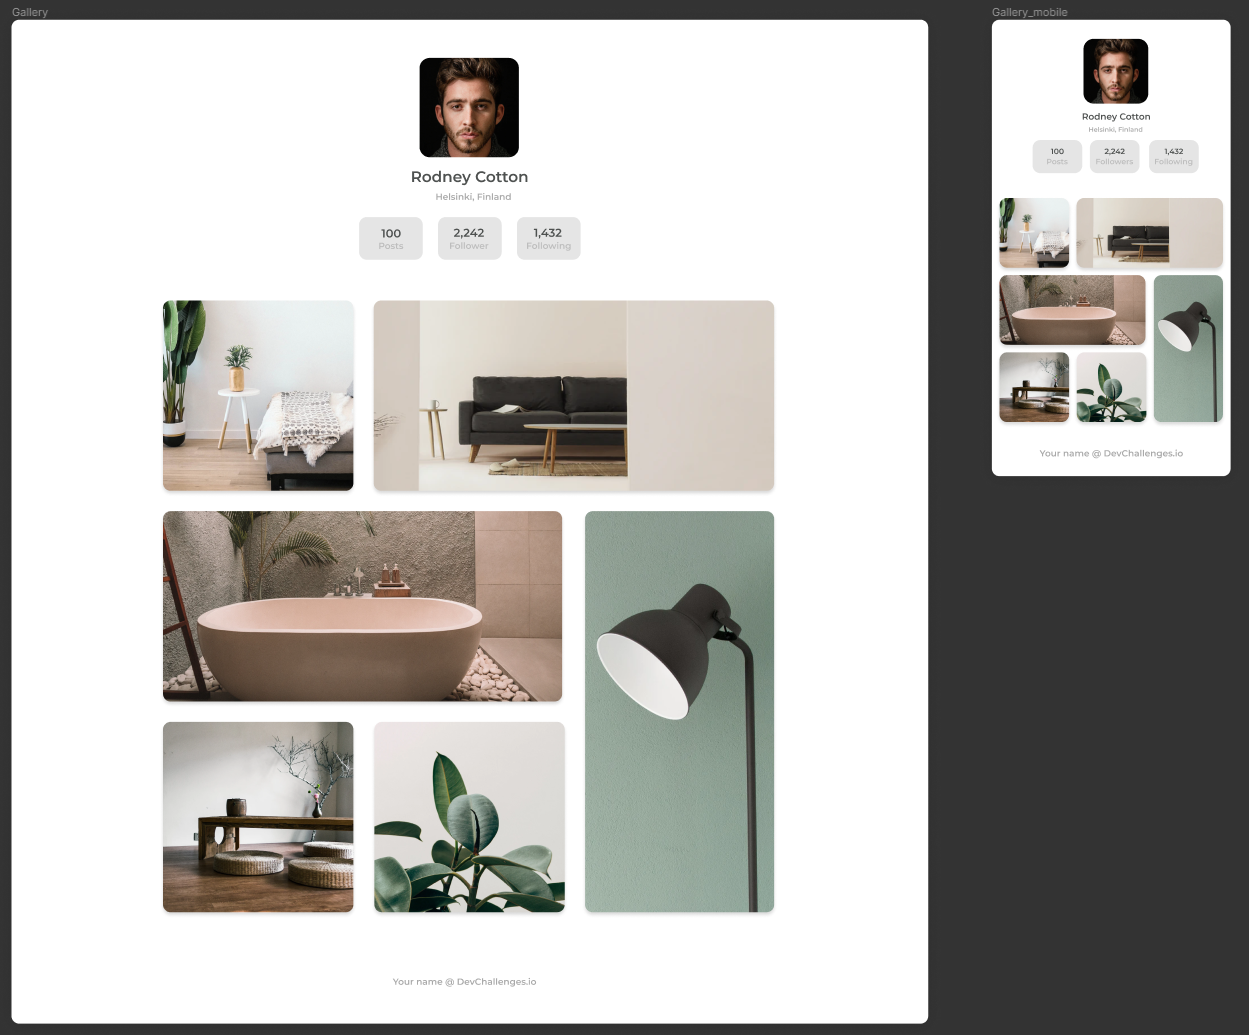 Gallery
Rodney Cotton
Helsinki, Finland
100
Posts
2,242
Follower
1,432
Following
Your name @ DevChallenges.io
Gallery_mobile
Rodney Cotton
Helsinki, Finland
100
Posts
2,242
Followers
1,432
Following
Your name @ DevChallenges.io